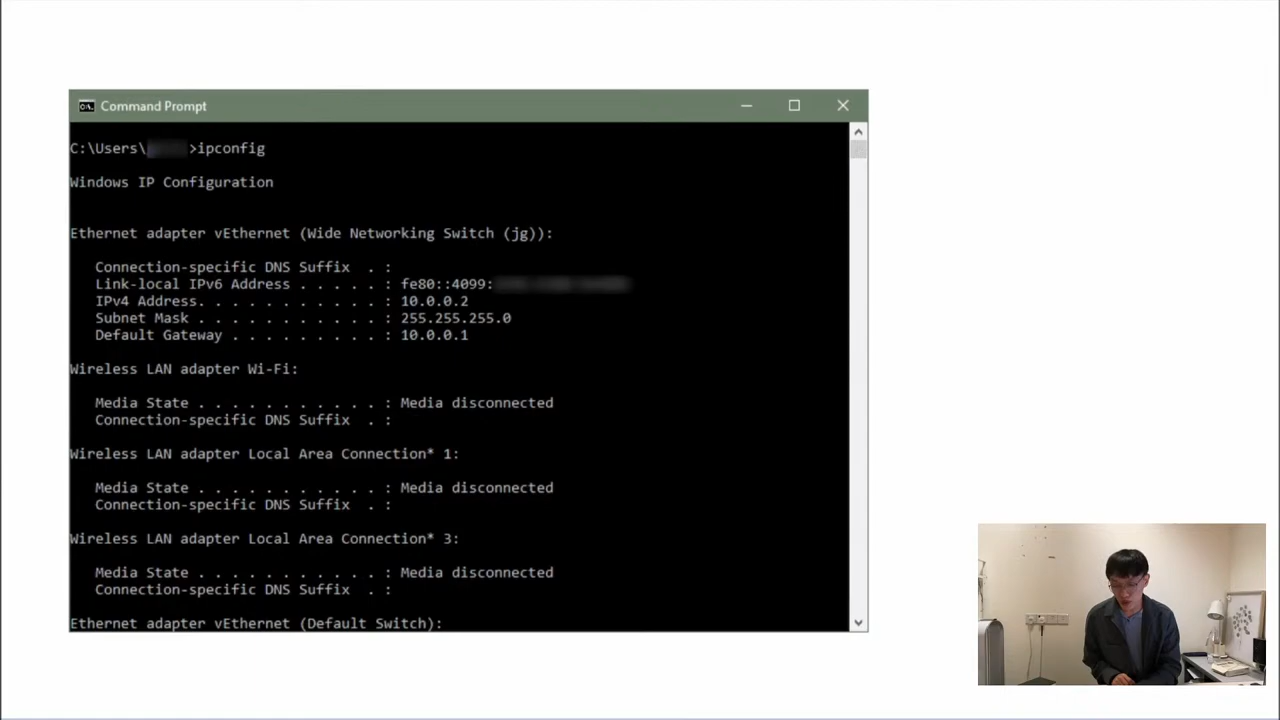 Command Prompt
C:\Users\ >ipconfig
Windows IP Configuration
Ethernet adapter vEthernet (Wide Networking Switch (jg)):
Connection-specific DNS Suffix . :
Link-local IPv6 Address . . . . . : fe80::4099:
IPv4 Address. . . . . . . . . . . : 10.0.0.2
Subnet Mask . . . . . . . . . . . : 255.255.255.0
Default Gateway . . . . . . . . . : 10.0.0.1
Wireless LAN adapter Wi-Fi:
Media State . . . . . . . . . . . : Media disconnected
Connection-specific DNS Suffix . :
Wireless LAN adapter Local Area Connection* 1:
Media State . . . . . . . . . . . : Media disconnected
Connection-specific DNS Suffix . :
Wireless LAN adapter Local Area Connection* 3:
Media State . . . . . . . . . . . : Media disconnected
Connection-specific DNS Suffix . :
Ethernet adapter vEthernet (Default Switch):